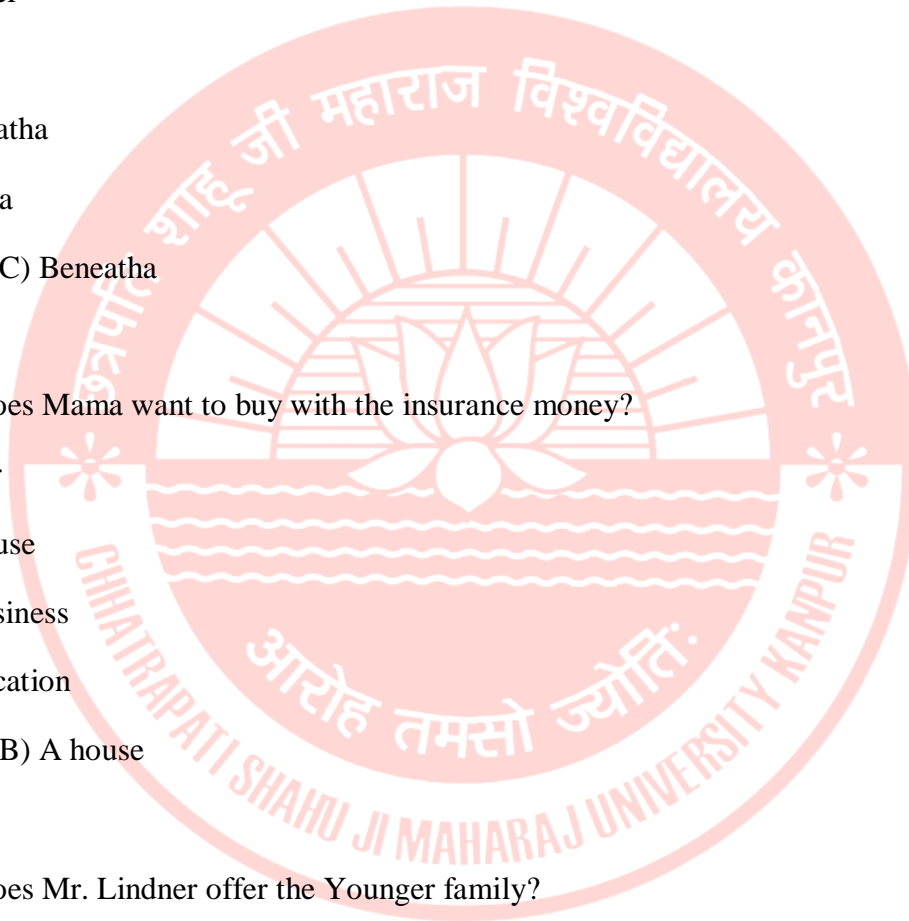 atha
a
C) Beneatha
oes Mama want to buy with the insurance money?
use
siness
cation
B) A house
oes Mr. Lindner offer the Younger family?
छत्रपति शाहू जी महाराज विश्वविद्यालय कानपुर
आरोह तमसो ज्योतिः
CHHATRAPATI SHAHU JI MAHARAJ UNIVERSITY KANPUR